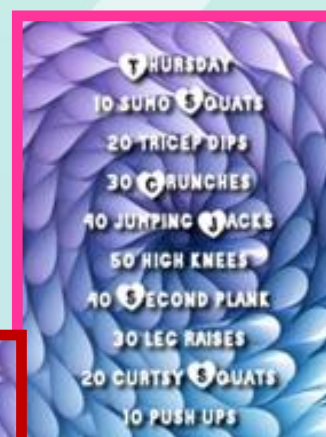 THURSDAY
10 SUMO SQUATS
20 TRICEP DIPS
30 CRUNCHES
40 JUMPING JACKS
50 HIGH KNEES
40 SECOND PLANK
30 LEG RAISES
20 CURTSY SQUATS
10 PUSH UPS